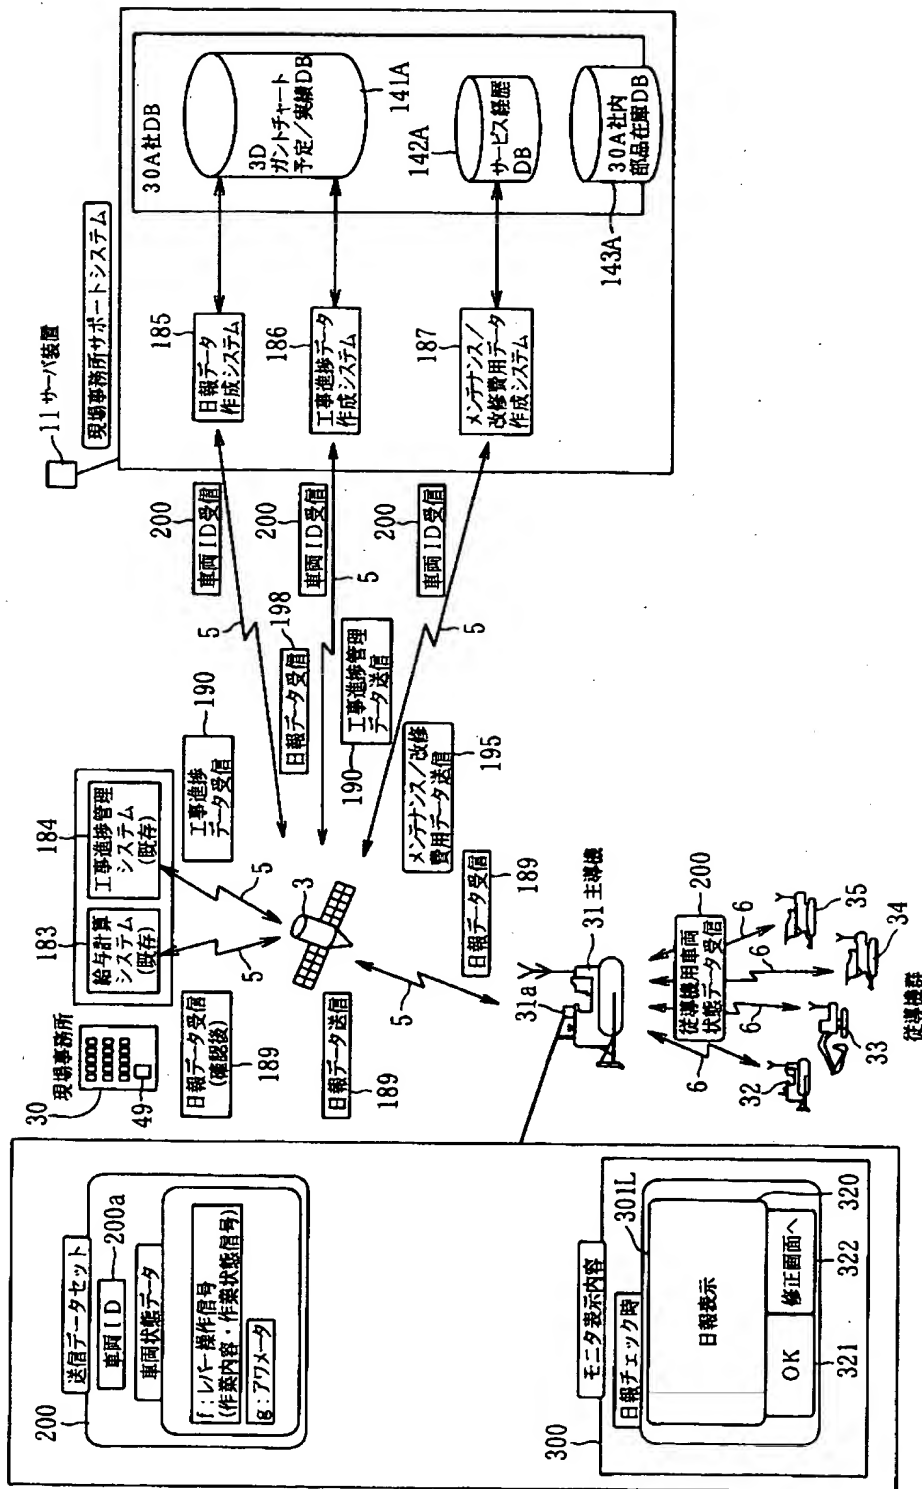 送信データセット
200
車両ID
200a
車両状態データ
f：レバー操作信号
(作業内容・作業状態信号)
g：アワメータ
300
モニタ表示内容
日報チェック時
301L
日報表示
320
OK
修正画面へ
321
322
現場事務所
30
49
183
給与計算
システム
(既存)
184
工事進捗管理
システム
(既存)
日報データ受信
(確認後)
189
日報データ送信
189
5
5
3
工事進捗
データ受信
190
日報データ受信
198
工事進捗管理
データ送信
190
メンテナンス/改修
費用データ送信
195
日報データ受信
189
5
31a
31 主導機
従導機用車両
状態データ受信
200
6
6
6
6
32
33
34
35
従導機群
5
5
5
車両ID受信
200
車両ID受信
200
車両ID受信
200
11 サーバ装置
現場事務所サポートシステム
185
日報データ
作成システム
186
工事進捗データ
作成システム
187
メンテナンス/
改修費用データ
作成システム
30A社DB
3D
ガントチャート
予定/実績DB
141A
142A
サービス経歴
DB
30A社内
部品在庫DB
143A